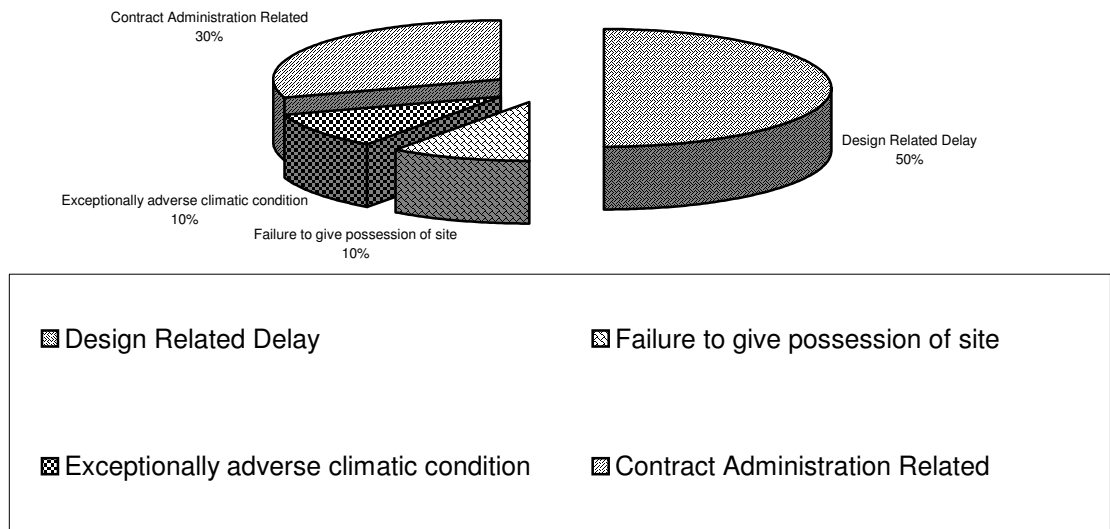 Contract Administration Related
30%
Design Related Delay
50%
Exceptionally adverse climatic condition
10%
Failure to give possession of site
10%
Design Related Delay
Failure to give possession of site
Exceptionally adverse climatic condition
Contract Administration Related